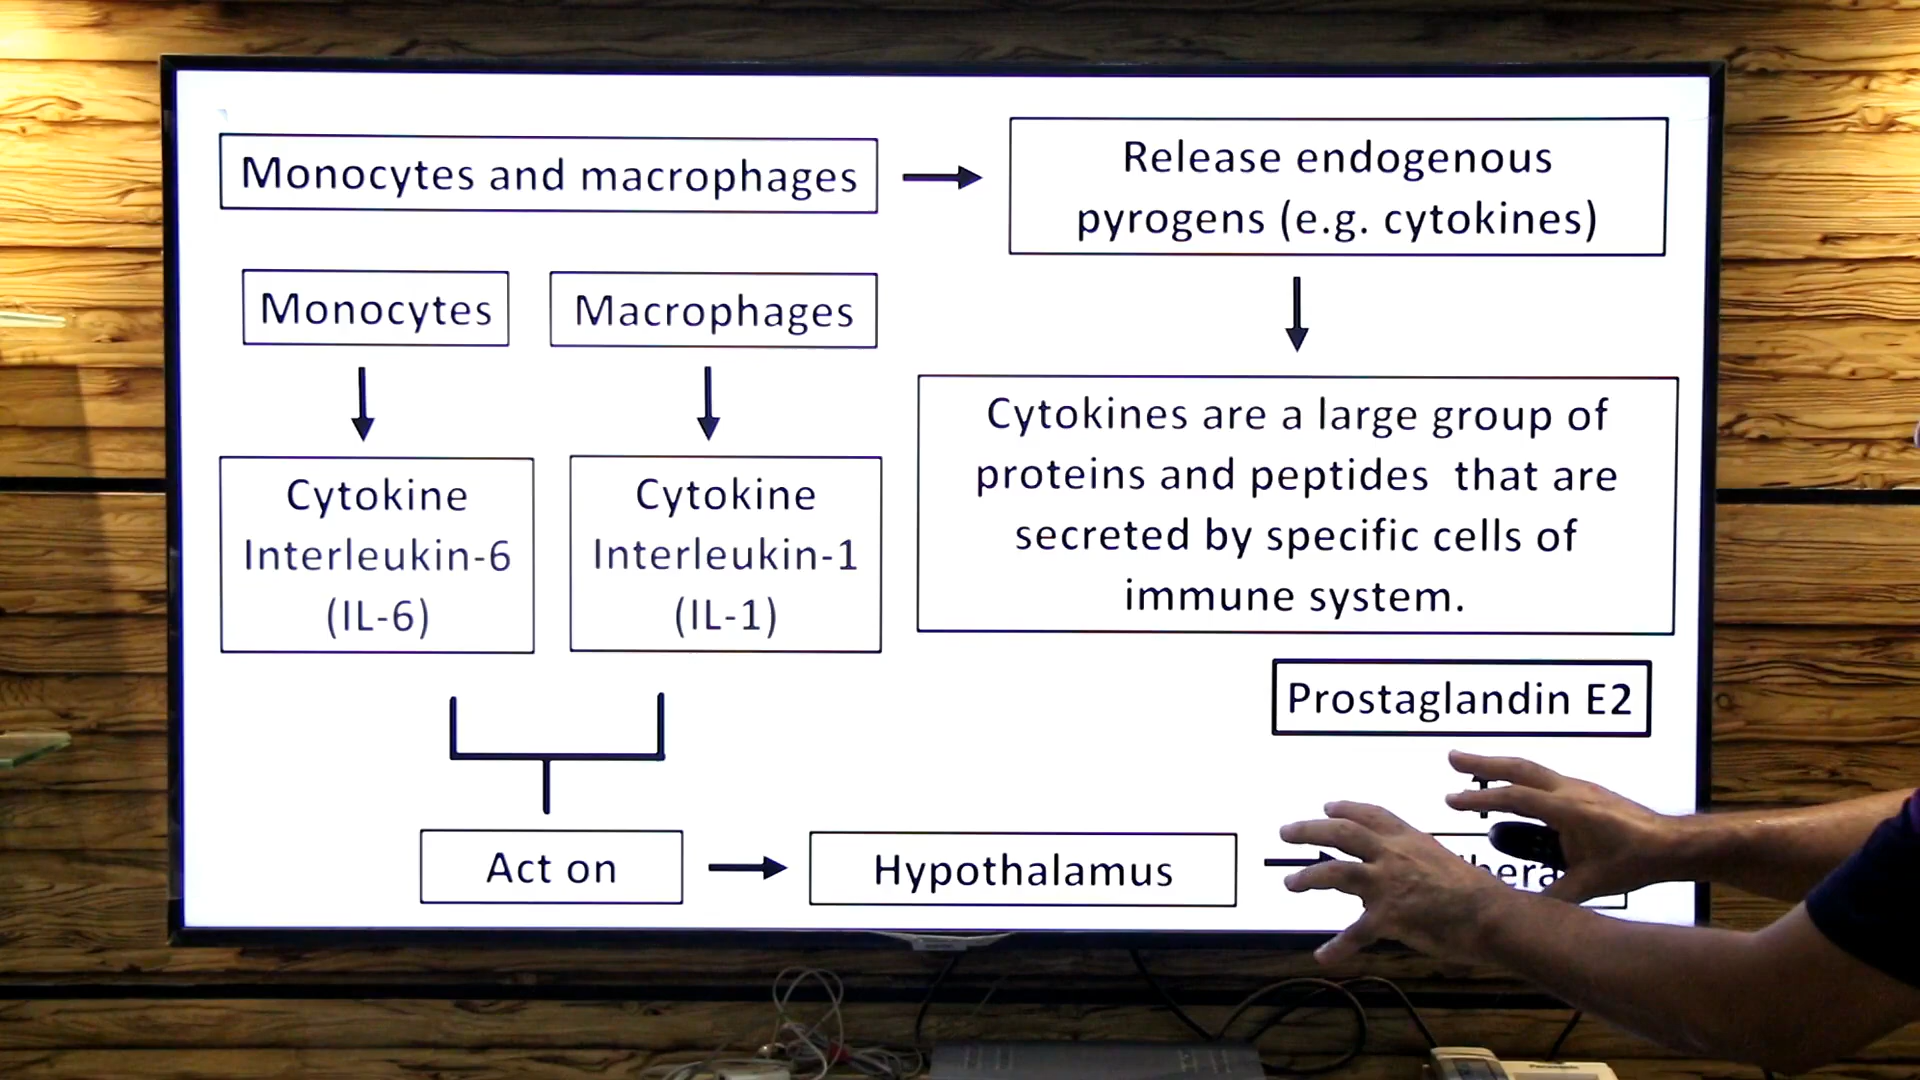 Monocytes and macrophages
Release endogenous
pyrogens (e.g. cytokines)
Monocytes
Macrophages
Cytokine
Interleukin-6
(IL-6)
Cytokine
Interleukin-1
(IL-1)
Cytokines are a large group of
proteins and peptides that are
secreted by specific cells of
immune system.
Prostaglandin E2
Act on
Hypothalamus